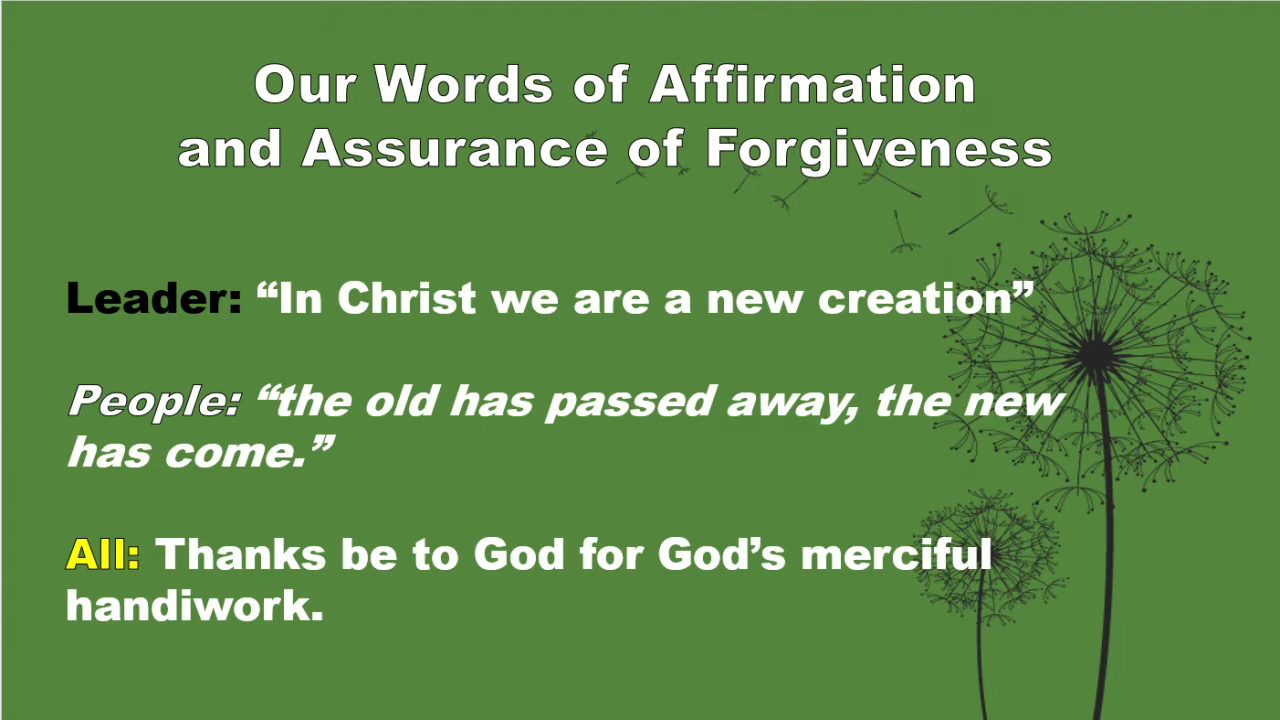 Our Words of Affirmation
and Assurance of Forgiveness
Leader: “In Christ we are a new creation”
People: “the old has passed away, the new
has come.”
All: Thanks be to God for God’s merciful
handiwork.